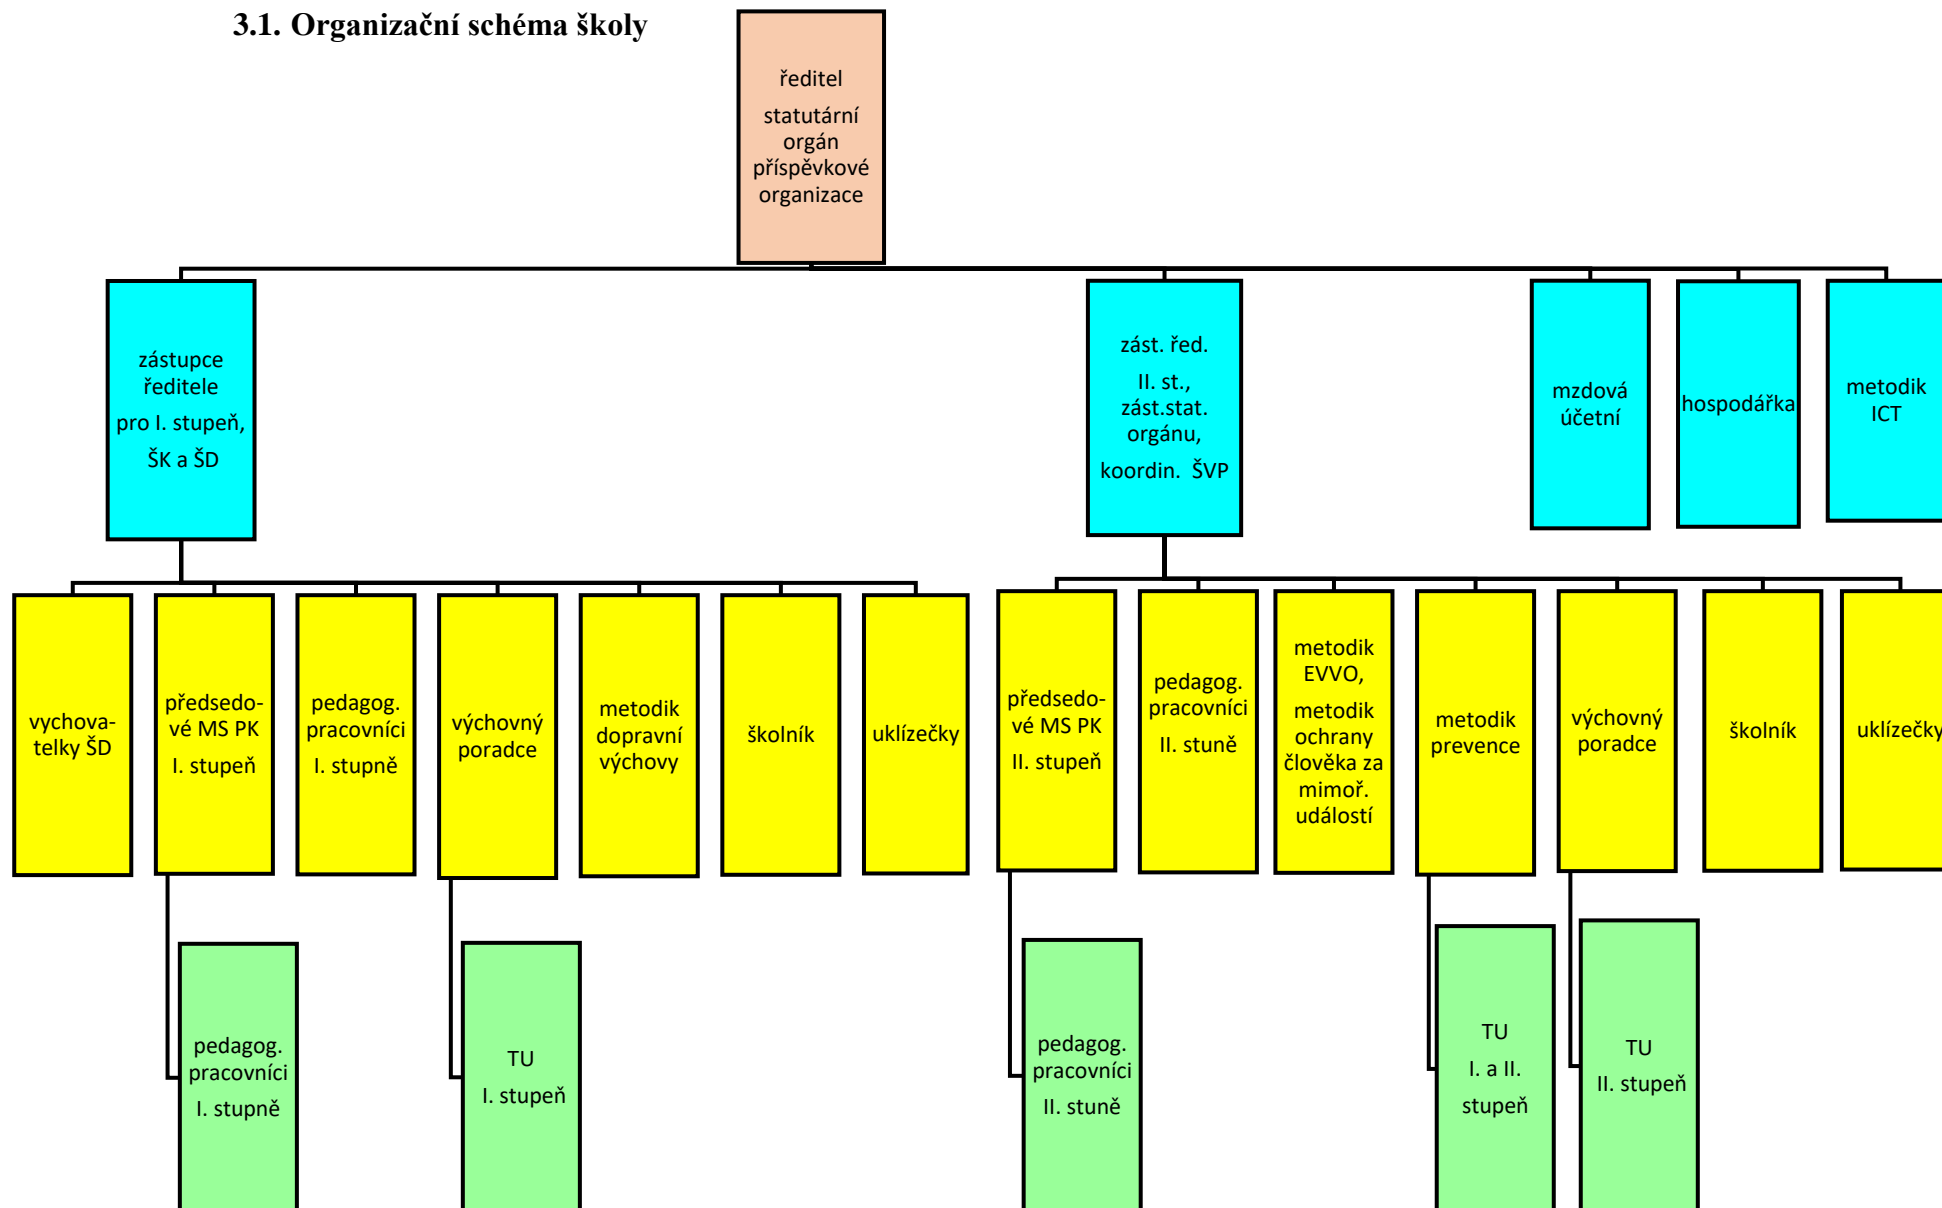 3.1. Organizační schéma školy
ředitel
statutární
orgán
příspěvkové
organizace
zástupce
ředitele
pro I. stupeň,
ŠK a ŠD
zást. řed.
II. st.,
zást.stat.
orgánu,
koordin. ŠVP
mzdová
účetní
hospodářka
metodik
ICT
vychova-
telky ŠD
předsedo-
vé MS PK
I. stupeň
pedagog.
pracovníci
I. stupně
výchovný
poradce
metodik
dopravní
výchovy
školník
uklízečky
předsedo-
vé MS PK
II. stupeň
pedagog.
pracovníci
II. stuně
metodik
EVVO,
metodik
ochrany
člověka za
mimoř.
událostí
metodik
prevence
výchovný
poradce
školník
uklízečky
pedagog.
pracovníci
I. stupně
TU
I. stupeň
pedagog.
pracovníci
II. stuně
TU
I. a II.
stupeň
TU
II. stupeň